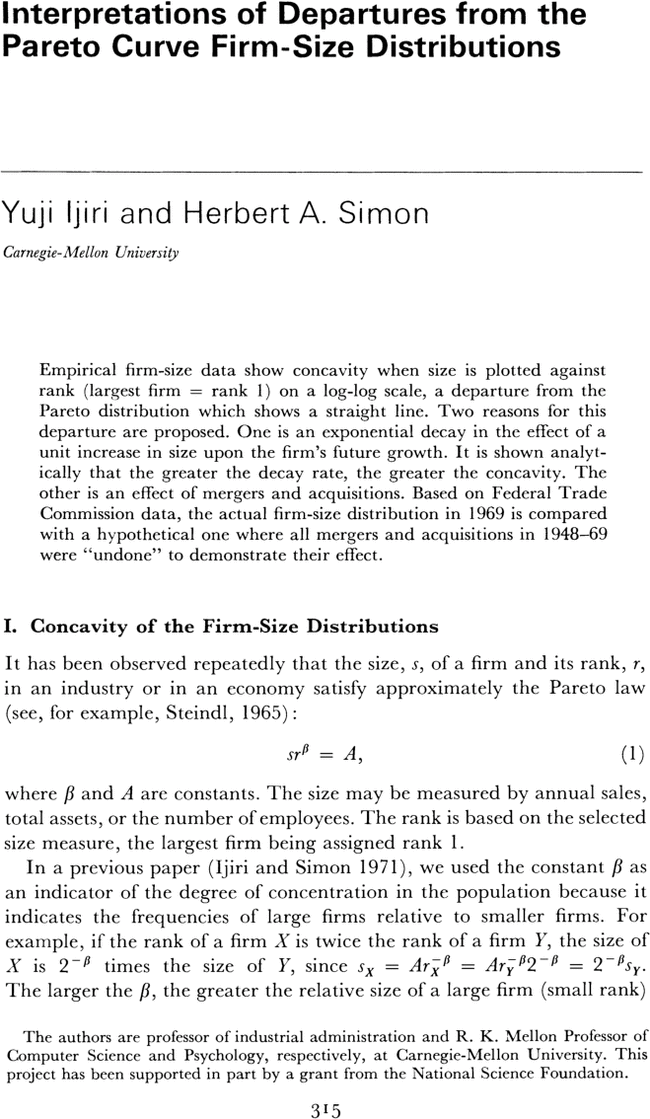 Interpretations of Departures from the
Pareto Curve Firm-Size Distributions
Yuji Ijiri and Herbert A. Simon
Carnegie-Mellon University
Empirical firm-size data show concavity when size is plotted against
rank (largest firm = rank 1) on a log-log scale, a departure from the
Pareto distribution which shows a straight line. Two reasons for this
departure are proposed. One is an exponential decay in the effect of a
unit increase in size upon the firm's future growth. It is shown analyt-
ically that the greater the decay rate, the greater the concavity. The
other is an effect of mergers and acquisitions. Based on Federal Trade
Commission data, the actual firm-size distribution in 1969 is compared
with a hypothetical one where all mergers and acquisitions in 1948–69
were “undone” to demonstrate their effect.
I. Concavity of the Firm-Size Distributions
It has been observed repeatedly that the size, s, of a firm and its rank, r,
in an industry or in an economy satisfy approximately the Pareto law
(see, for example, Steindl, 1965):
sr^β = A, (1)
where β and A are constants. The size may be measured by annual sales,
total assets, or the number of employees. The rank is based on the selected
size measure, the largest firm being assigned rank 1.
In a previous paper (Ijiri and Simon 1971), we used the constant β as
an indicator of the degree of concentration in the population because it
indicates the frequencies of large firms relative to smaller firms. For
example, if the rank of a firm X is twice the rank of a firm Y, the size of
X is 2^−β times the size of Y, since s_X = Ar_X^−β = Ar_Y^−β 2^−β = 2^−β s_Y.
The larger the β, the greater the relative size of a large firm (small rank)
The authors are professor of industrial administration and R. K. Mellon Professor of
Computer Science and Psychology, respectively, at Carnegie-Mellon University. This
project has been supported in part by a grant from the National Science Foundation.
315